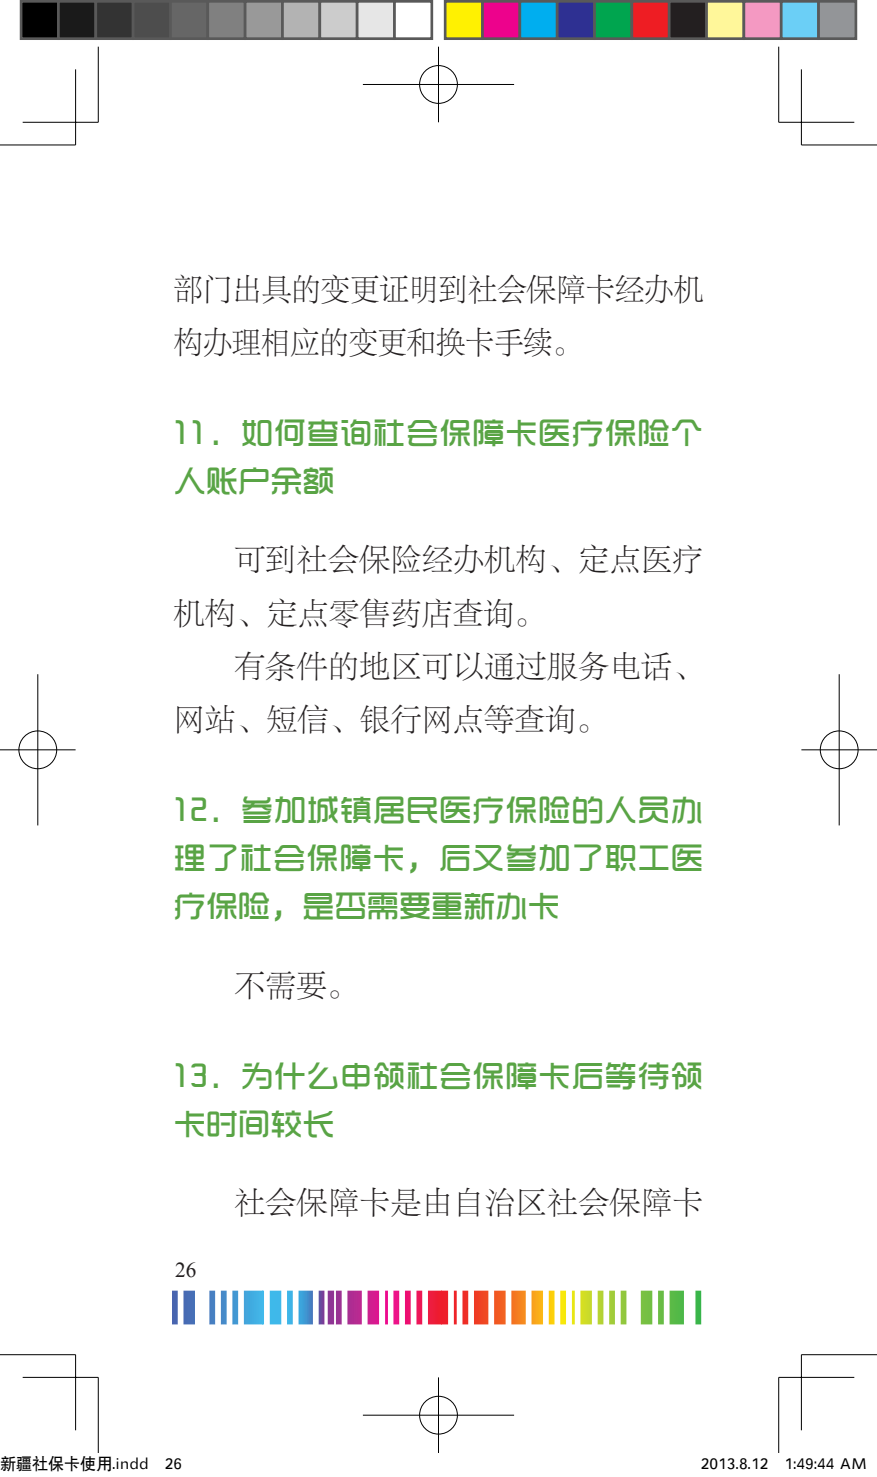 部门出具的变更证明到社会保障卡经办机
构办理相应的变更和换卡手续。
11．如何查询社会保障卡医疗保险个
人账户余额
可到社会保险经办机构、定点医疗
机构、定点零售药店查询。
有条件的地区可以通过服务电话、
网站、短信、银行网点等查询。
12．参加城镇居民医疗保险的人员办
理了社会保障卡，后又参加了职工医
疗保险，是否需要重新办卡
不需要。
13．为什么申领社会保障卡后等待领
卡时间较长
社会保障卡是由自治区社会保障卡
26
新疆社保卡使用.indd 26
2013.8.12 1:49:44 AM